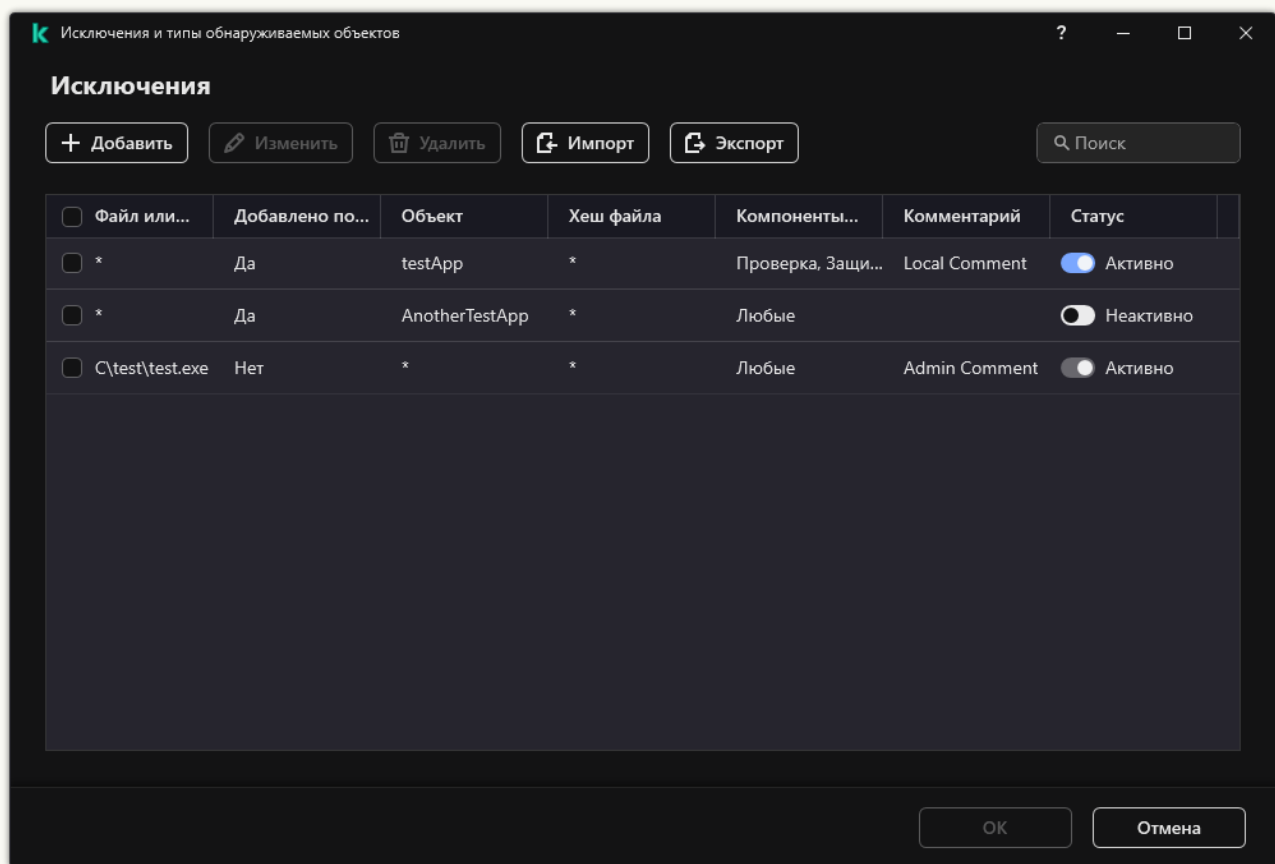 Исключения и типы обнаруживаемых объектов ?
Исключения
Добавить Изменить Удалить Импорт Экспорт Поиск
Файл или... Добавлено по... Объект Хеш файла Компоненты... Комментарий Статус
* Да testApp * Проверка, Защи... Local Comment Активно
* Да AnotherTestApp * Любые Неактивно
C\test\test.exe Нет * * Любые Admin Comment Активно
ОК Отмена